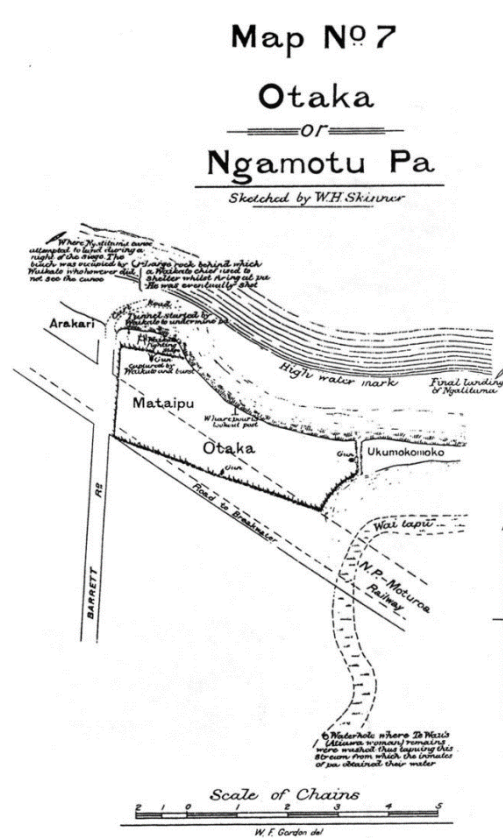 Map No 7
Otaka
or
Ngamotu Pa
Sketched by W.H Skinner
Where Ngatitama canoe
attempted to land during a
night of the siege. The
beach was occupied by
Waikato who however did
not see the canoe
Large rock behind which
a Waikato chief used to
shelter whilst firing at pa
He was eventually shot
Road
Tunnel started by
Waikato to undermine pa
Arakari
fighting
Gun
captured by
Waikato and burst
Mataipu
High water mark
Final landing
of Ngatitama
lookout post
Otaka
Gun
Ukumokomoko
Gun
Road to Breakwater
Wai tapu
N.P.-Moturoa
Railway
BARRETT RD
Waterhole where Te Wau's
(Atiawa woman) remains
were washed thus tapuing this
Stream from which the inmates
of pa obtained their water
Scale of Chains
2 1 0 1 2 3 4 5
W. F. Gordon del